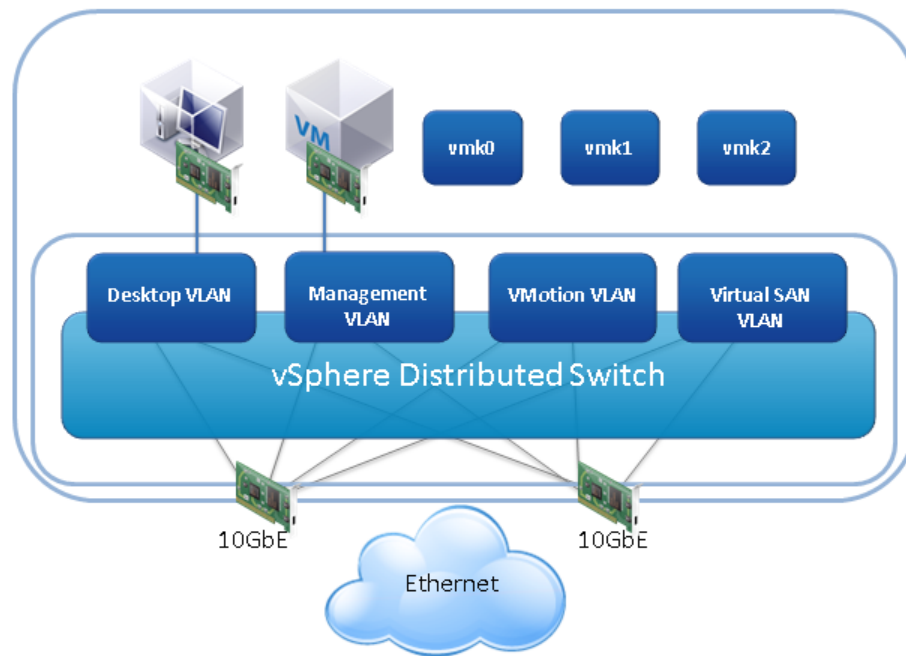 VM
vmk0
vmk1
vmk2
Desktop VLAN
Management
VLAN
VMotion VLAN
Virtual SAN
VLAN
vSphere Distributed Switch
10GbE
10GbE
Ethernet